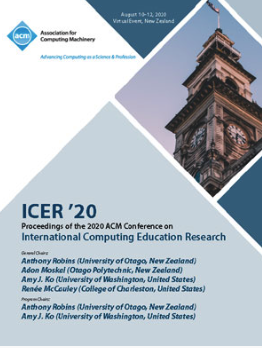 August 10-12, 2020
Virtual Event, New Zealand
acm
Association for
Computing Machinery
Advancing Computing as a Science & Profession
ICER '20
Proceedings of the 2020 ACM Conference on
International Computing Education Research
General Chairs:
Anthony Robins (University of Otago, New Zealand)
Adon Moskal (Otago Polytechnic, New Zealand)
Amy J. Ko (University of Washington, United States)
Renée McCauley (College of Charleston, United States)
Program Chairs:
Anthony Robins (University of Otago, New Zealand)
Amy J. Ko (University of Washington, United States)